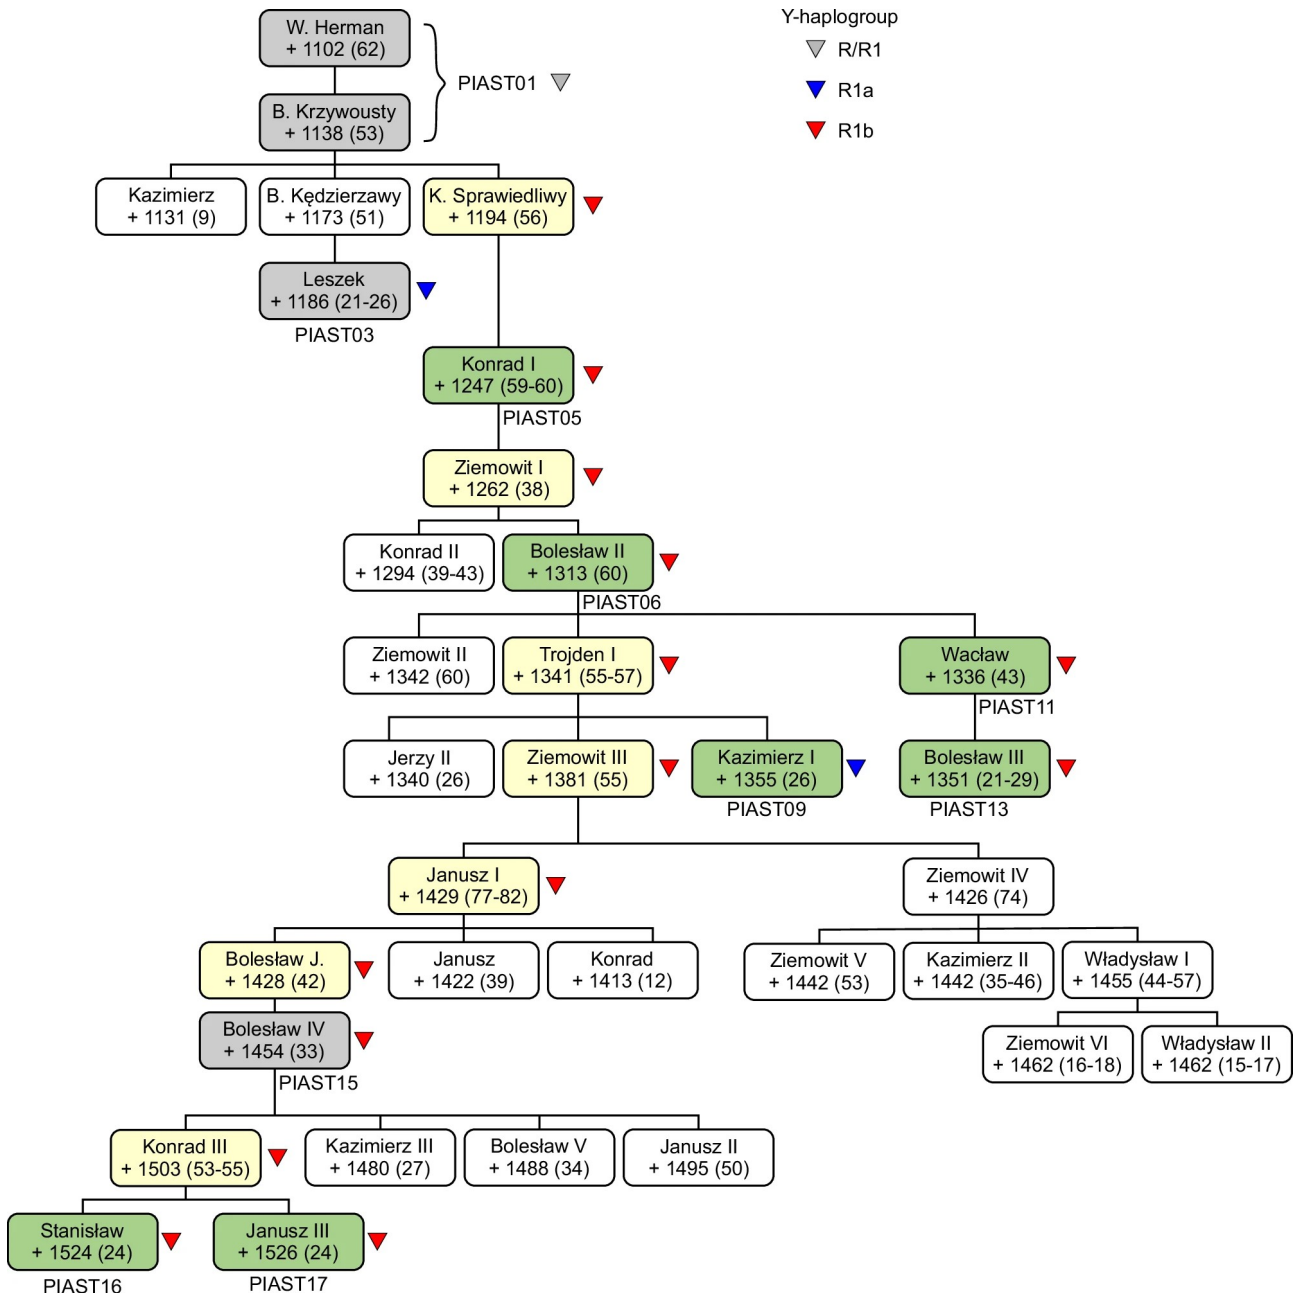 W. Herman
+ 1102 (62)
Y-haplogroup
R/R1
R1a
R1b
PIAST01
B. Krzywousty
+ 1138 (53)
Kazimierz
+ 1131 (9)
B. Kędzierzawy
+ 1173 (51)
K. Sprawiedliwy
+ 1194 (56)
Leszek
+ 1186 (21-26)
PIAST03
Konrad I
+ 1247 (59-60)
PIAST05
Ziemowit I
+ 1262 (38)
Konrad II
+ 1294 (39-43)
Bolesław II
+ 1313 (60)
PIAST06
Ziemowit II
+ 1342 (60)
Trojden I
+ 1341 (55-57)
Wacław
+ 1336 (43)
PIAST11
Jerzy II
+ 1340 (26)
Ziemowit III
+ 1381 (55)
Kazimierz I
+ 1355 (26)
PIAST09
Bolesław III
+ 1351 (21-29)
PIAST13
Janusz I
+ 1429 (77-82)
Ziemowit IV
+ 1426 (74)
Bolesław J.
+ 1428 (42)
Janusz
+ 1422 (39)
Konrad
+ 1413 (12)
Ziemowit V
+ 1442 (53)
Kazimierz II
+ 1442 (35-46)
Władysław I
+ 1455 (44-57)
Bolesław IV
+ 1454 (33)
PIAST15
Ziemowit VI
+ 1462 (16-18)
Władysław II
+ 1462 (15-17)
Konrad III
+ 1503 (53-55)
Kazimierz III
+ 1480 (27)
Bolesław V
+ 1488 (34)
Janusz II
+ 1495 (50)
Stanisław
+ 1524 (24)
PIAST16
Janusz III
+ 1526 (24)
PIAST17